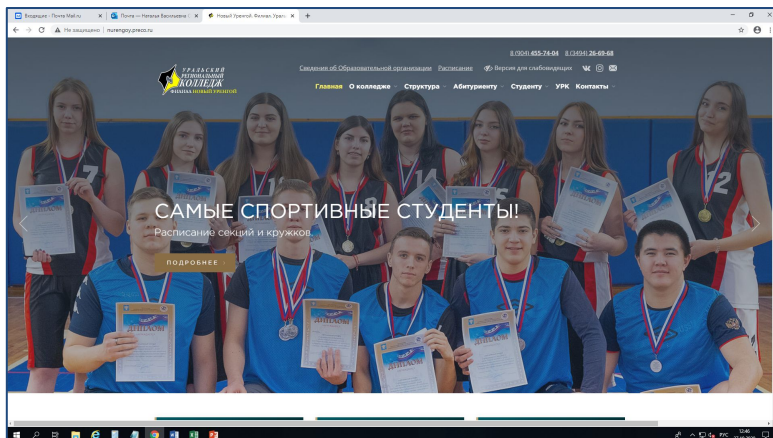 Входящие - Почта Mail.ru
Почта — Наталья Васильевна
Новый Уренгой. Филиал. Урал
Не защищено | nurengoy.preco.ru
8 (904) 455-74-04 8 (3494) 26-69-68
УРАЛЬСКИЙ
РЕГИОНАЛЬНЫЙ
КОЛЛЕДЖ
ФИЛИАЛ НОВЫЙ УРЕНГОЙ
Сведения об Образовательной организации Расписание Версия для слабовидящих
Главная О колледже Структура Абитуриенту Студенту УРК Контакты
7
14
12
ДИПЛОМ
ДИПЛОМ
ДИПЛОМ
ДИПЛОМ
САМЫЕ СПОРТИВНЫЕ СТУДЕНТЫ!
Расписание секций и кружков.
ПОДРОБНЕЕ
РУС
12:46